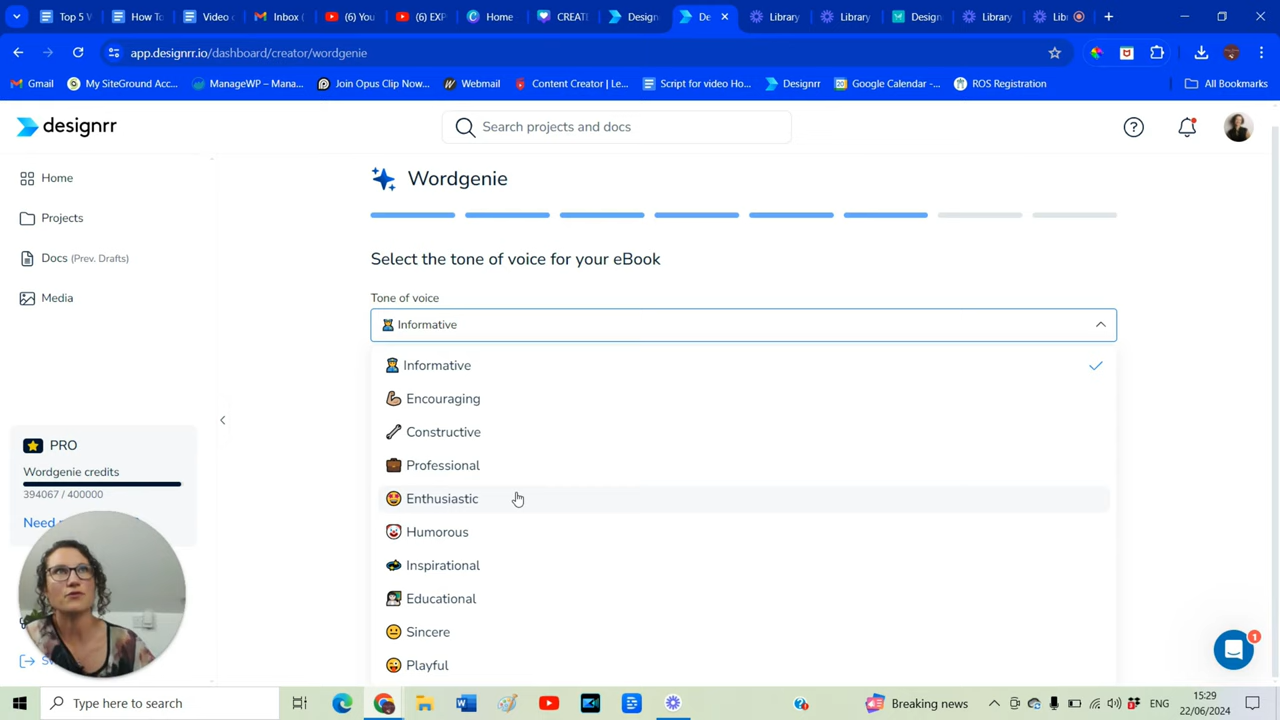 Top 5 V
How To
Video c
Inbox (
(6) You
(6) EXP
Home
CREAT
Design
De
Library
Library
Design
Library
Lib
app.designrr.io/dashboard/creator/wordgenie
Gmail
My SiteGround Acc...
ManageWP – Mana...
Join Opus Clip Now...
Webmail
Content Creator | Le...
Script for video Ho...
Designrr
Google Calendar -...
ROS Registration
All Bookmarks
designrr
Search projects and docs
Home
Projects
Docs (Prev. Drafts)
Media
PRO
Wordgenie credits
394067 / 400000
Need
Wordgenie
Select the tone of voice for your eBook
Tone of voice
Informative
Informative
Encouraging
Constructive
Professional
Enthusiastic
Humorous
Inspirational
Educational
Sincere
Playful
1
Type here to search
Breaking news
ENG
15:29
22/06/2024